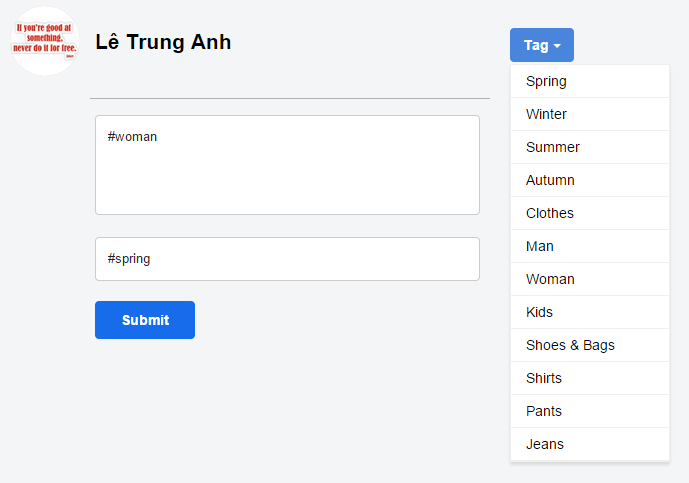 If you're good at
something,
never do it for free.
Lê Trung Anh
#woman
#spring
Submit
Tag
Spring
Winter
Summer
Autumn
Clothes
Man
Woman
Kids
Shoes & Bags
Shirts
Pants
Jeans